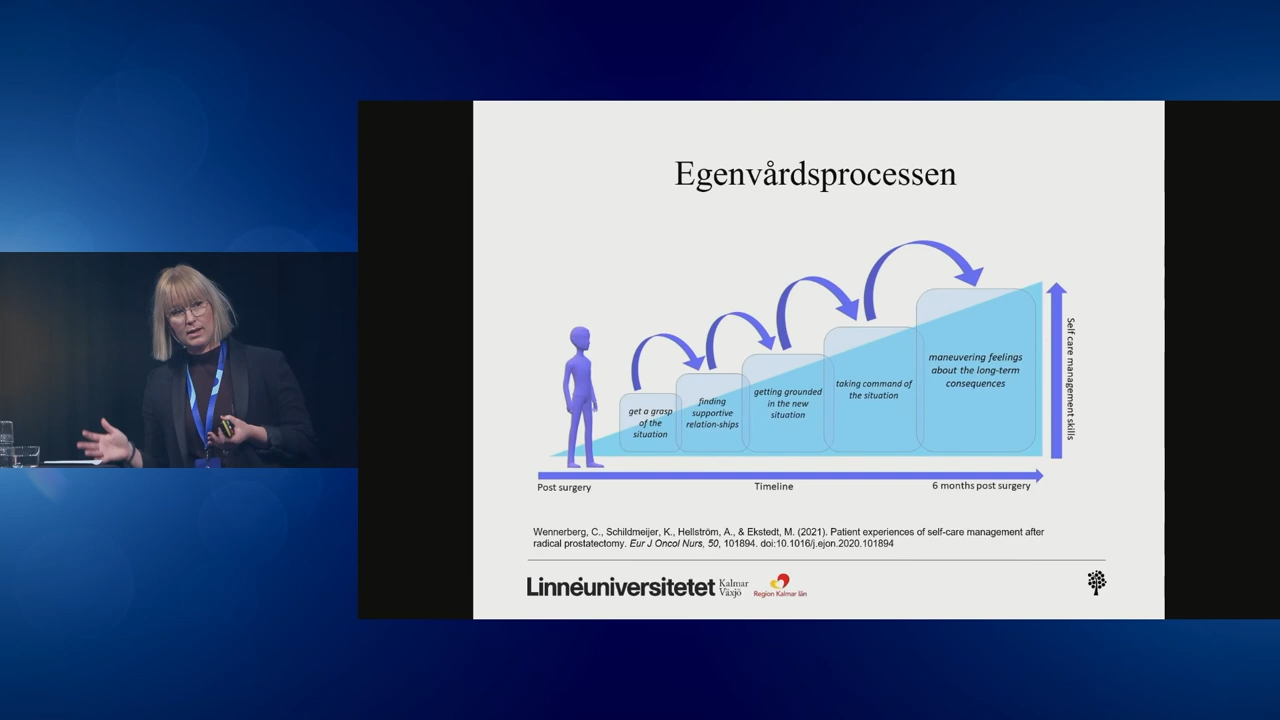 Egenvårdsprocessen
get a grasp
of the
situation
finding
supportive
relation-ships
getting grounded
in the new
situation
taking command of
the situation
maneuvering feelings
about the long-term
consequences
Self care management skills
Post surgery
Timeline
6 months post surgery
Wennerberg, C., Schildmeijer, K., Hellström, A., & Ekstedt, M. (2021). Patient experiences of self-care management after
radical prostatectomy. Eur J Oncol Nurs, 50, 101894. doi:10.1016/j.ejon.2020.101894
Linnéuniversitetet
Kalmar
Växjö
Region Kalmar län